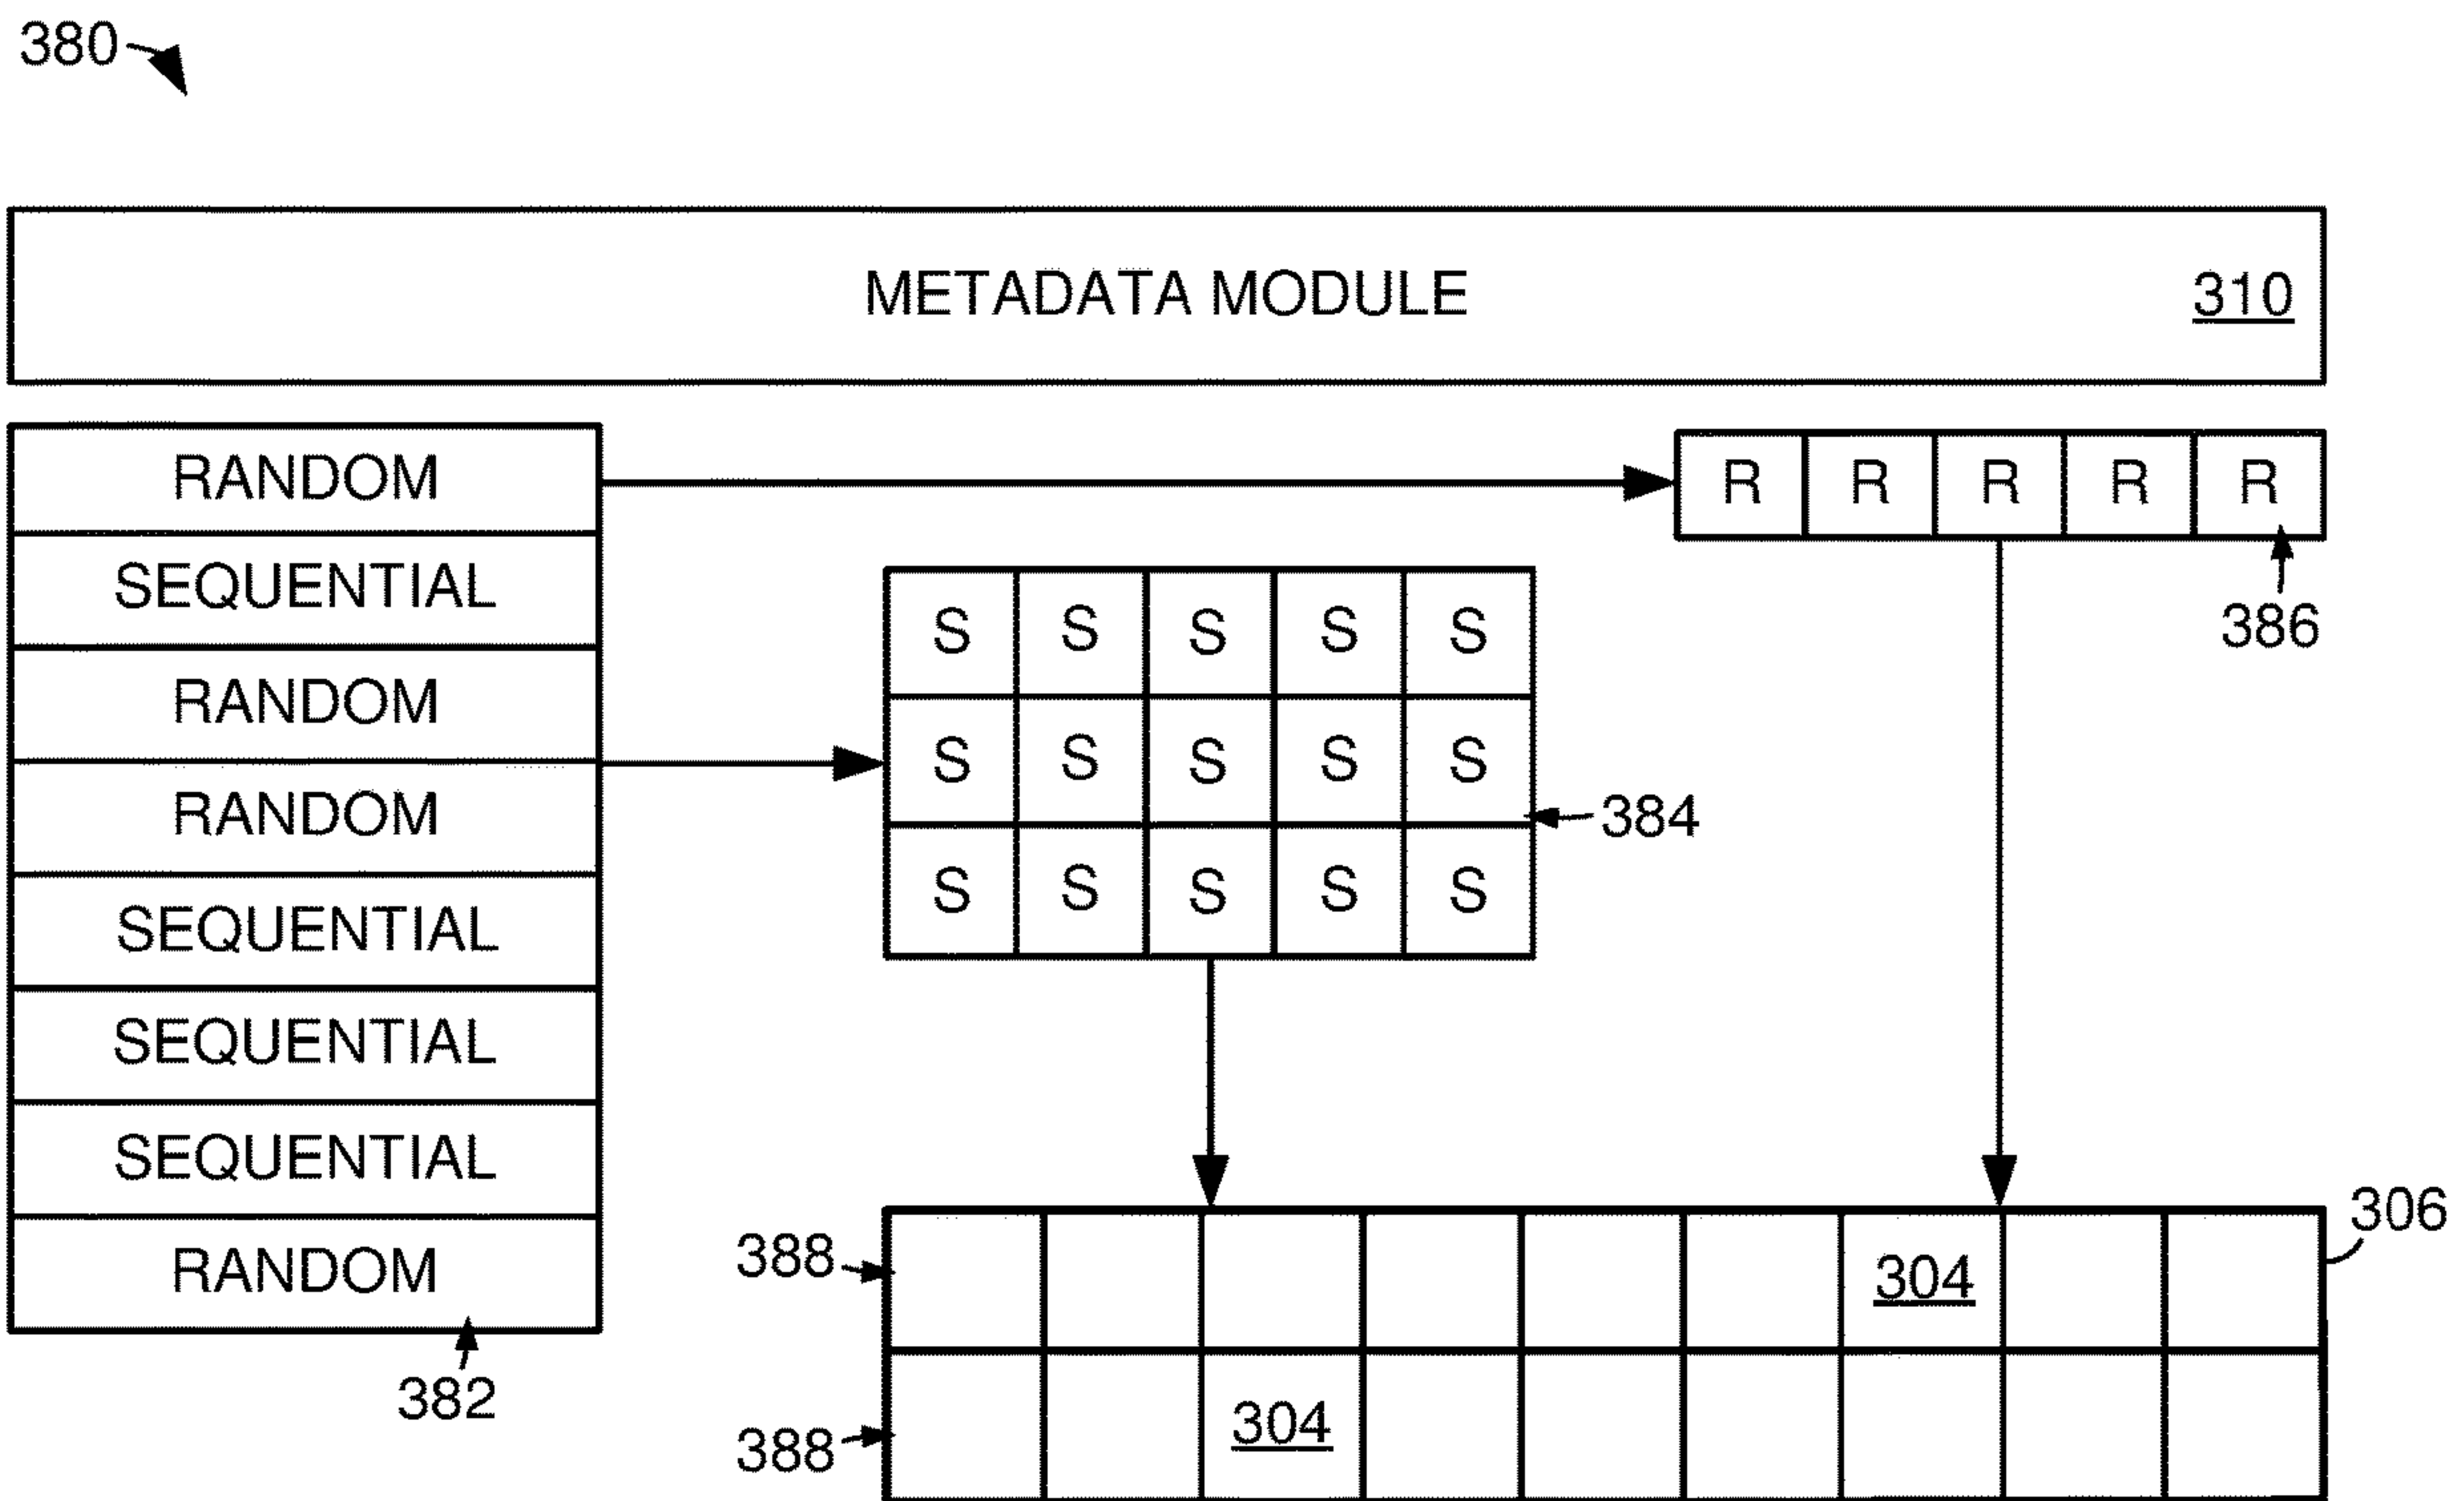 380
METADATA MODULE 310
RANDOM
R R R R R
SEQUENTIAL
386
S S S S S
RANDOM
S S S S S
RANDOM
384
S S S S S
SEQUENTIAL
SEQUENTIAL
SEQUENTIAL
306
388
RANDOM
304
382
304
388